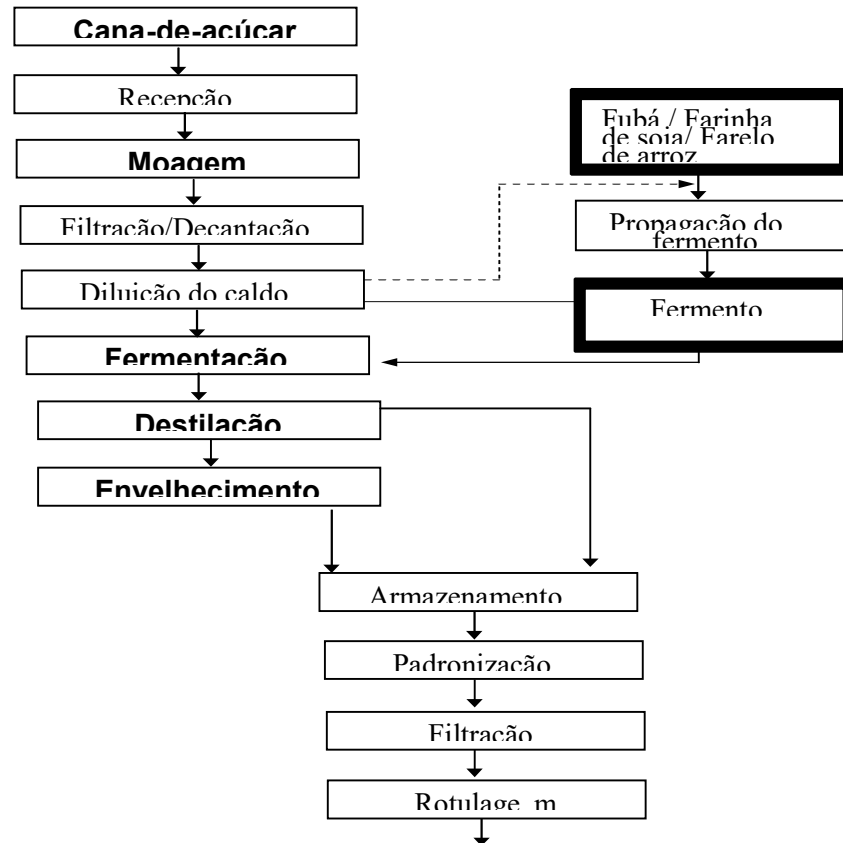 Cana-de-açúcar
Recepção
Moagem
Filtração/Decantação
Diluição do caldo
Fermentação
Destilação
Envelhecimento
Fubá / Farinha
de soja/ Farelo
de arroz
Propagação do
fermento
Fermento
Armazenamento
Padronização
Filtração
Rotulage m